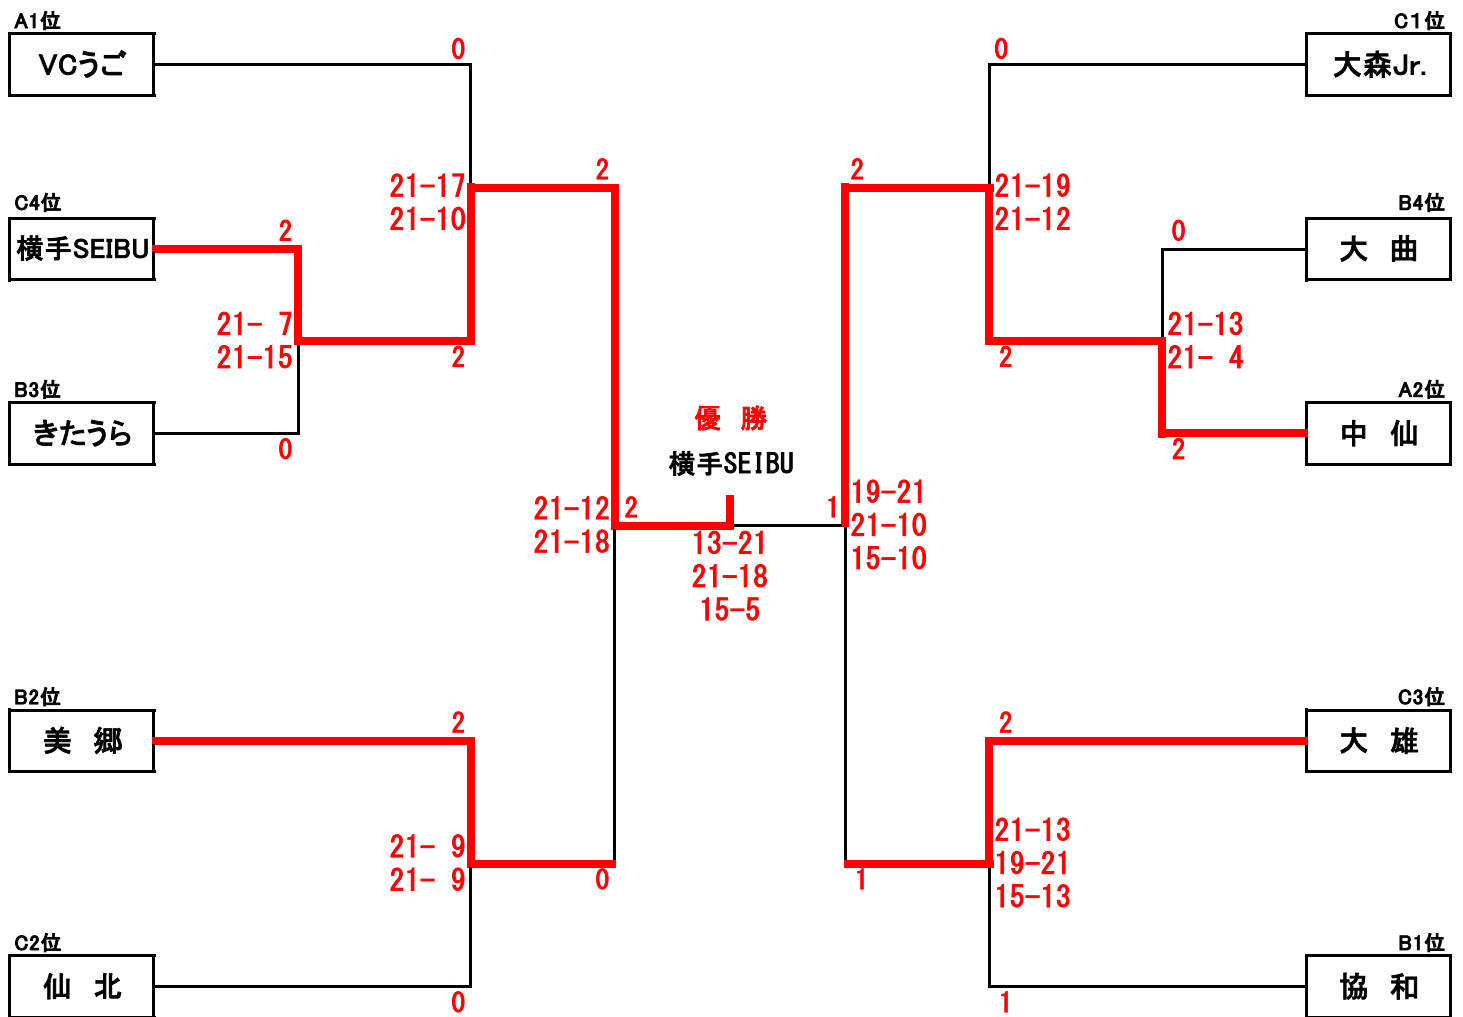 A1位
VCうご
0
C4位
横手SEIBU
2
21- 7
21-15
B3位
きたうら
0
21-17
21-10
2
2
B2位
美 郷
2
21- 9
21- 9
C2位
仙 北
0
0
21-12
21-18
2
優 勝
横手SEIBU
13-21
21-18
15-5
1
19-21
21-10
15-10
2
C1位
大森Jr.
0
21-19
21-12
2
B4位
大 曲
0
21-13
21- 4
A2位
中 仙
2
C3位
大 雄
2
21-13
19-21
15-13
1
B1位
協 和
1